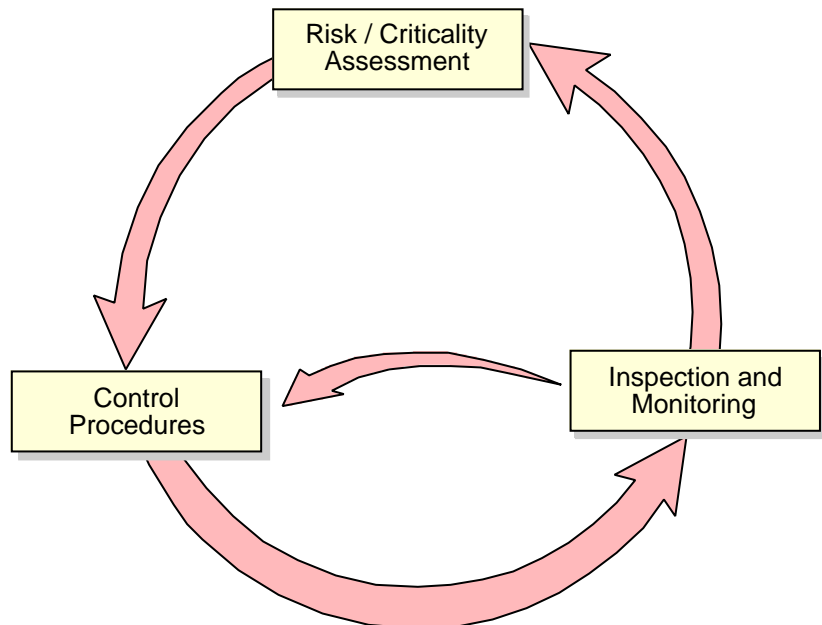 Risk / Criticality
Assessment
Control
Procedures
Inspection and
Monitoring